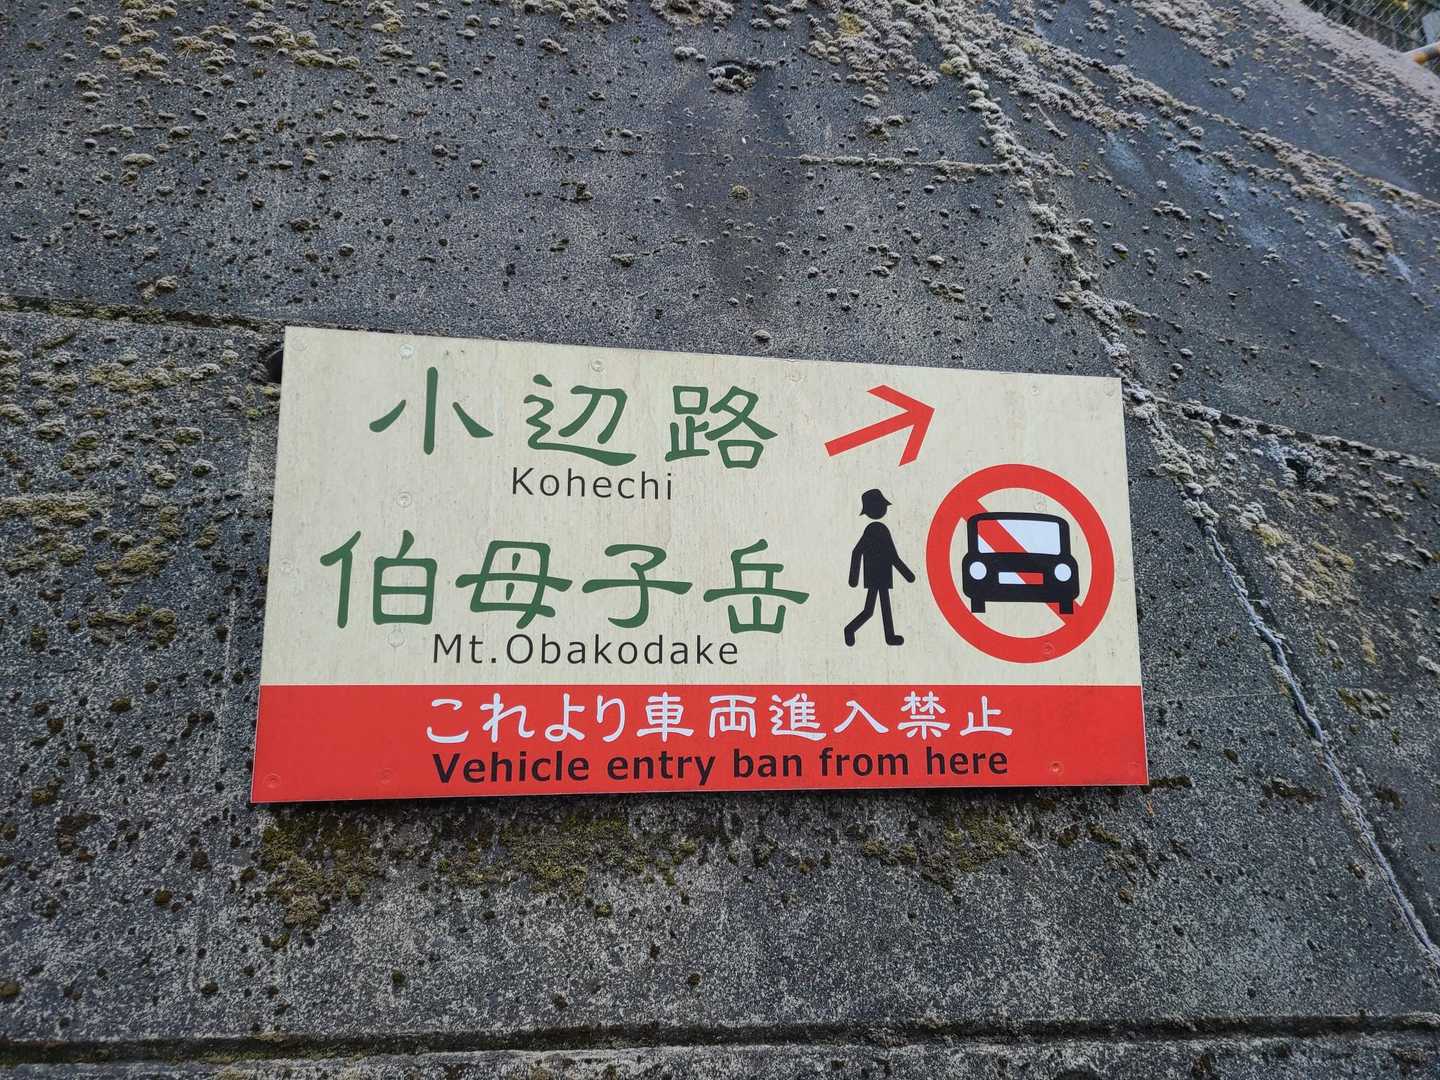 小辺路
Kohechi
伯母子岳
Mt.Obakodake
これより車両進入禁止
Vehicle entry ban from here